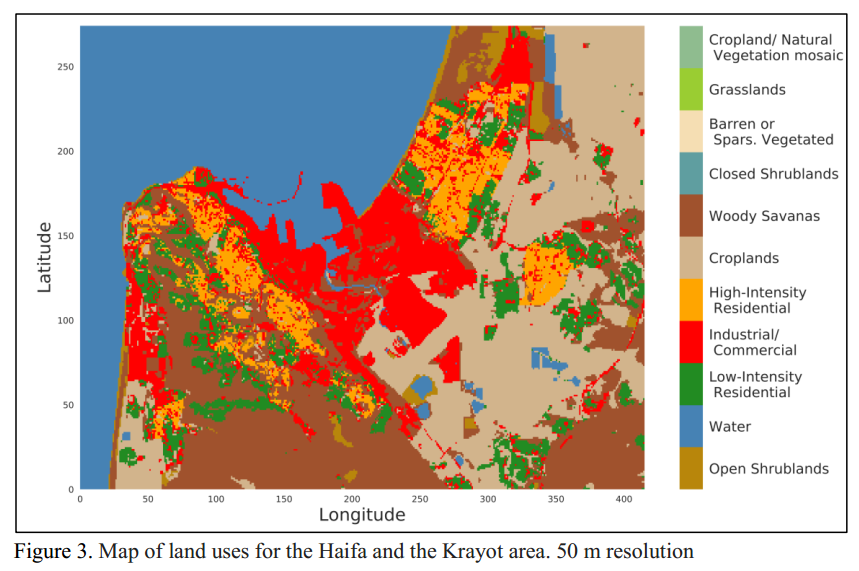 250
200
150
100
50
0
0
50
100
150
200
250
300
350
400
Latitude
Longitude
Cropland/ Natural
Vegetation mosaic
Grasslands
Barren or
Spars. Vegetated
Closed Shrublands
Woody Savanas
Croplands
High-Intensity
Residential
Industrial/
Commercial
Low-Intensity
Residential
Water
Open Shrublands
Figure 3. Map of land uses for the Haifa and the Krayot area. 50 m resolution